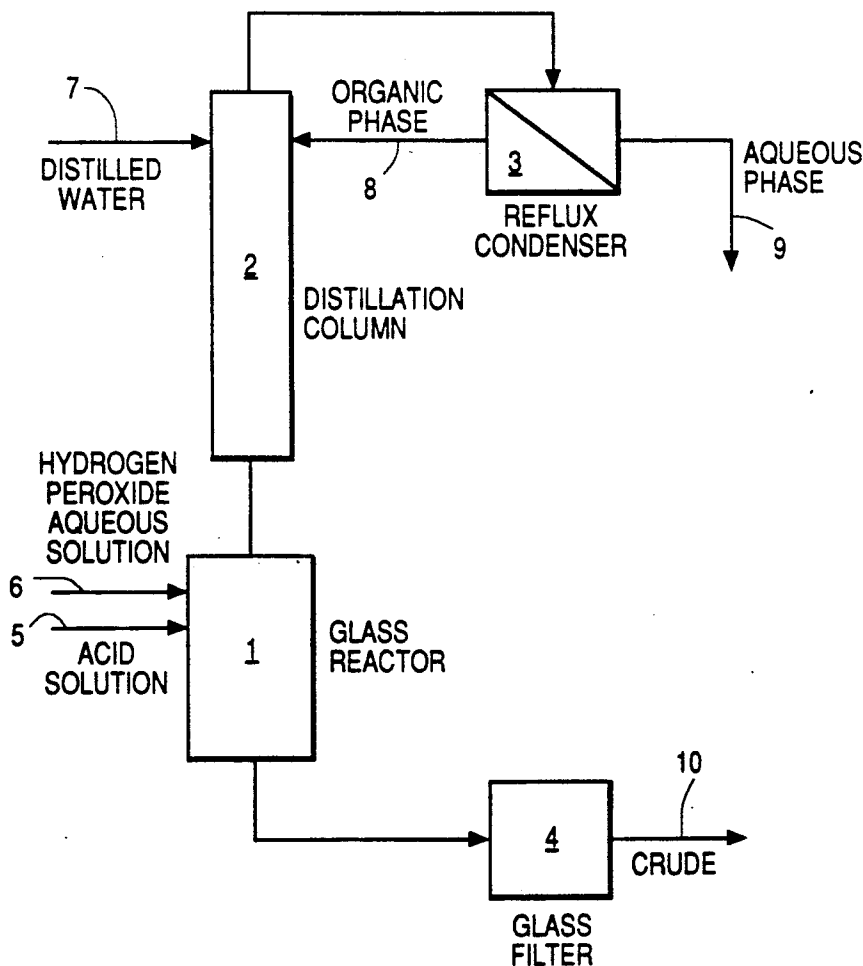 7
DISTILLED
WATER
2
DISTILLATION
COLUMN
ORGANIC
PHASE
8
3
REFLUX
CONDENSER
AQUEOUS
PHASE
9
HYDROGEN
PEROXIDE
AQUEOUS
SOLUTION
6
5
ACID
SOLUTION
1
GLASS
REACTOR
4
GLASS
FILTER
10
CRUDE